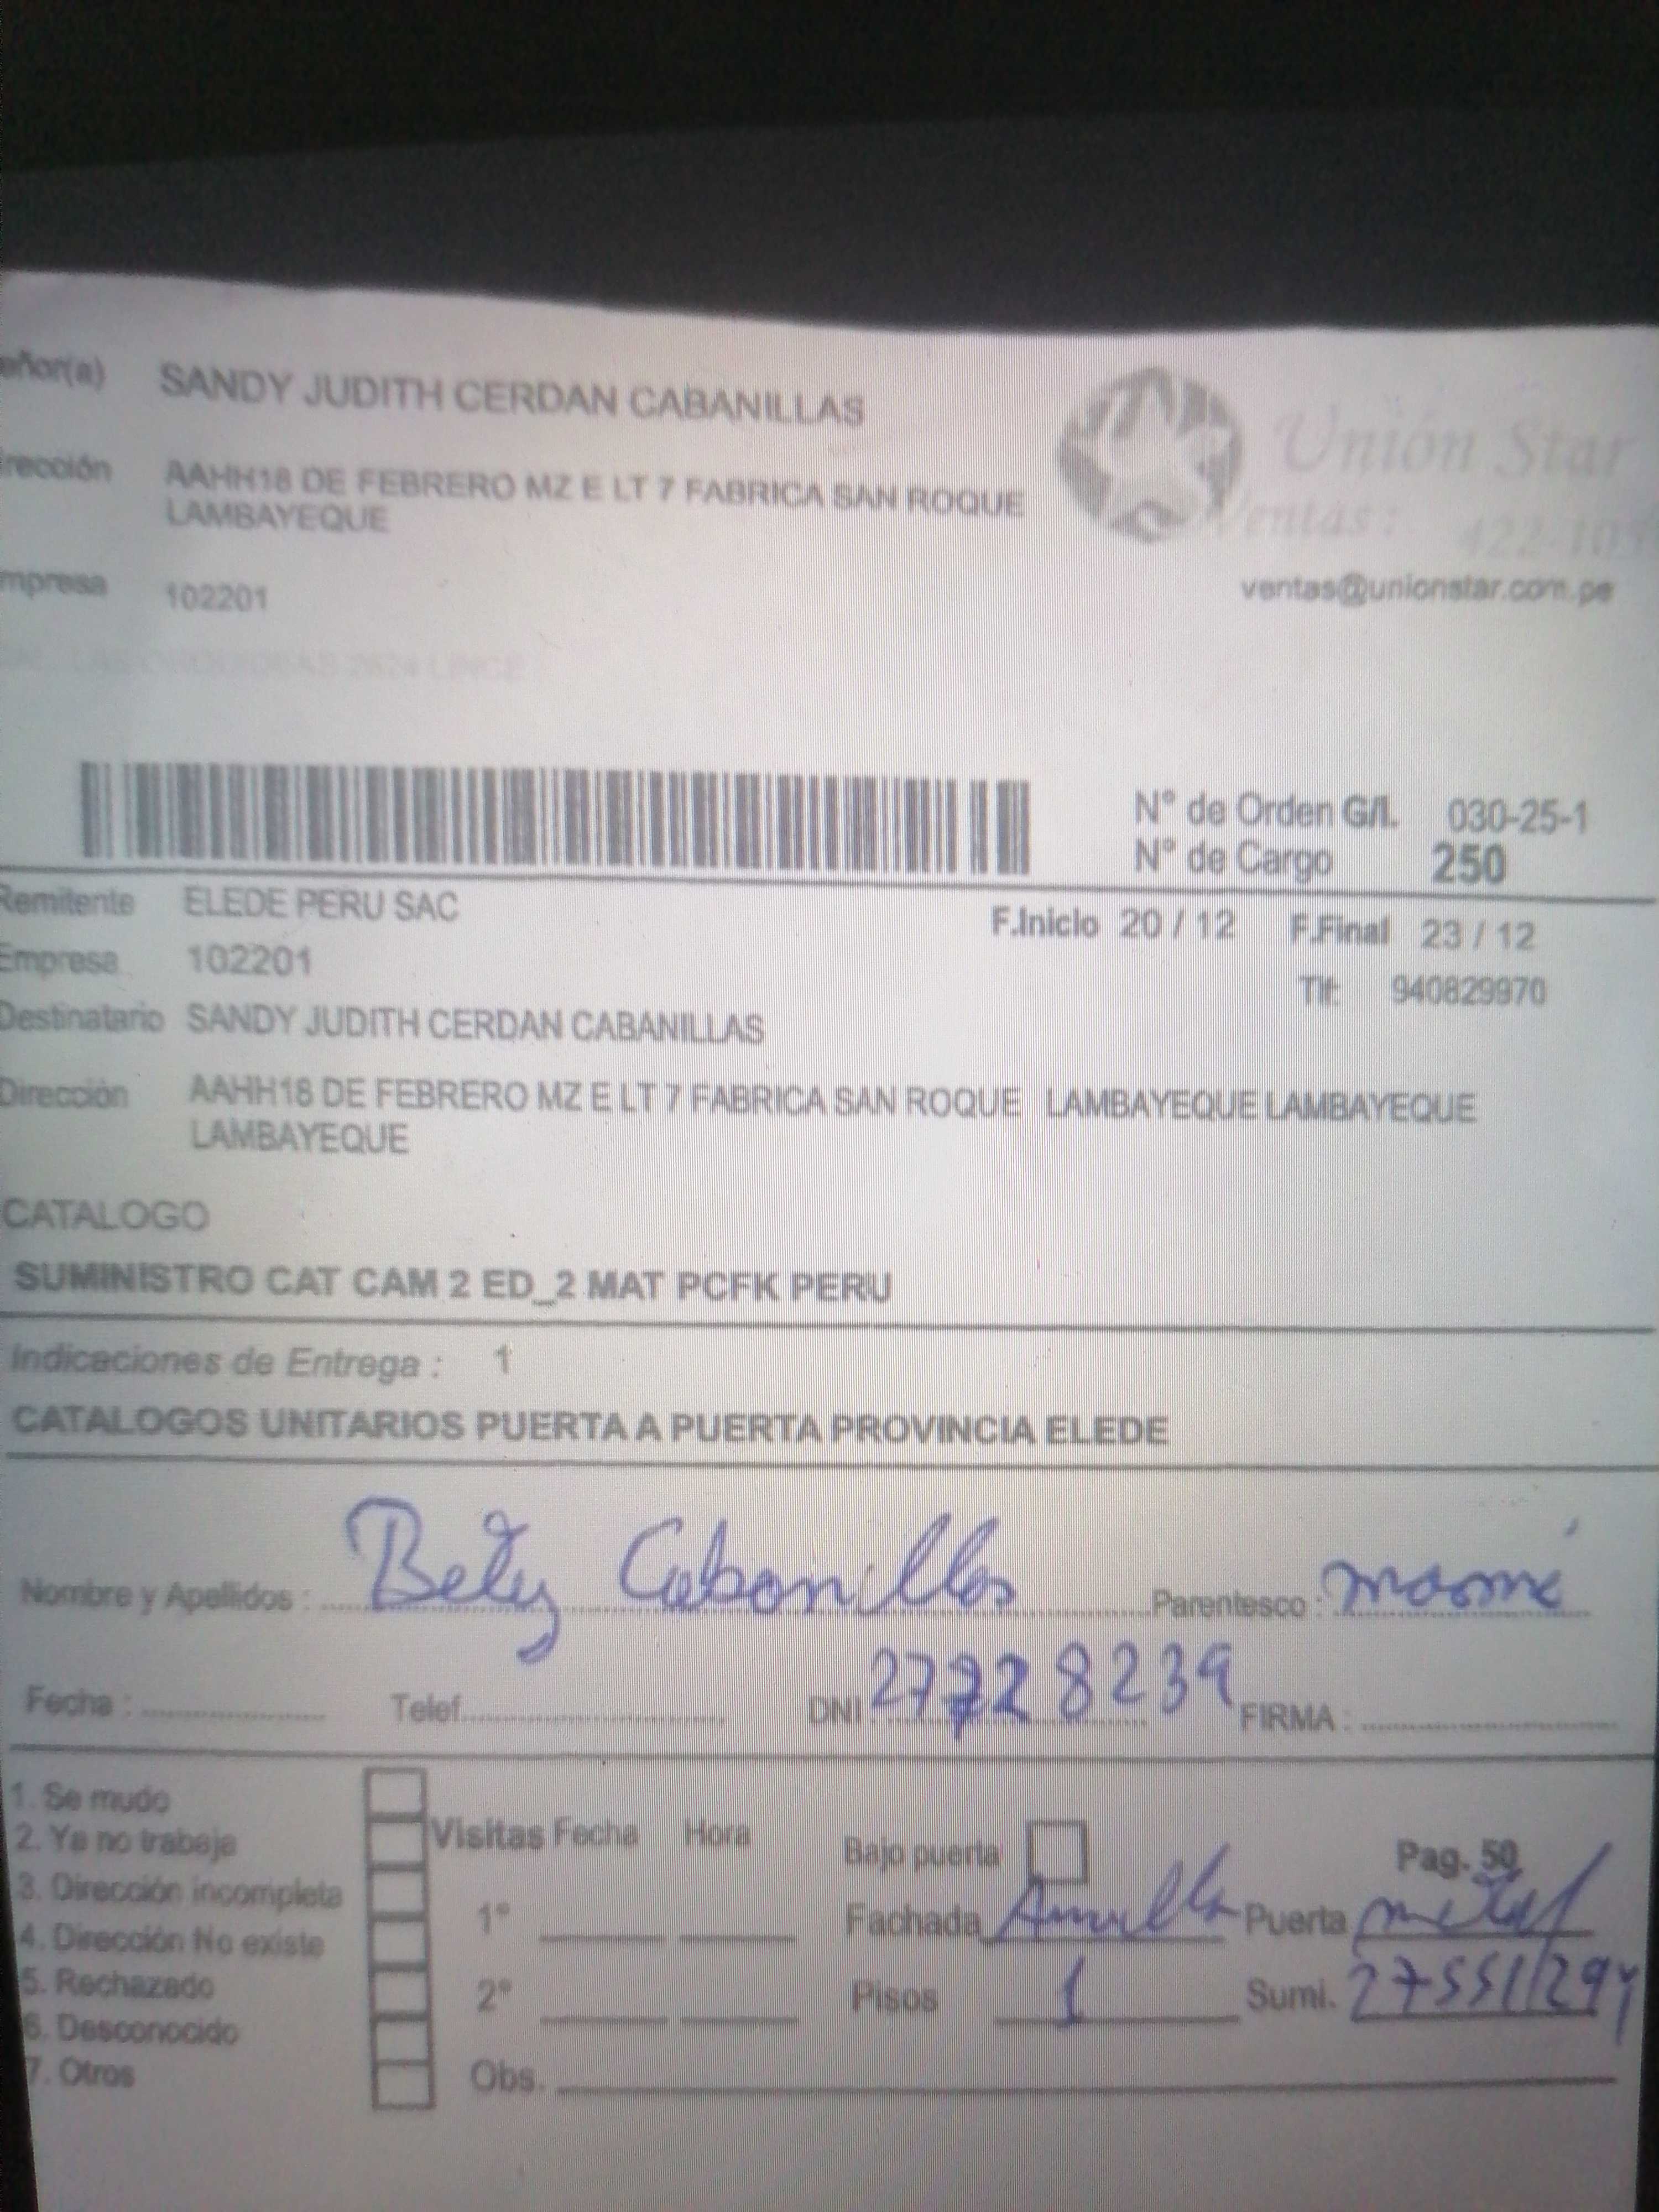 eñor(a) SANDY JUDITH CERDAN CABANILLAS
Unión Star
rección AAHH18 DE FEBRERO MZ E LT 7 FABRICA SAN ROQUE
LAMBAYEQUE
entas: 422-10
mpresa 102201
ventas@unionstar.com.pe
N° de Orden G/I. 030-25-1
N° de Cargo 250
Remitente ELEDE PERU SAC
F.Inicio 20 / 12 F.Final 23 / 12
Empresa 102201
Tlf: 940829970
Destinatario SANDY JUDITH CERDAN CABANILLAS
Dirección AAHH18 DE FEBRERO MZ E LT 7 FABRICA SAN ROQUE LAMBAYEQUE LAMBAYEQUE
LAMBAYEQUE
CATALOGO
SUMINISTRO CAT CAM 2 ED_2 MAT PCFK PERU
Indicaciones de Entrega : 1
CATALOGOS UNITARIOS PUERTA A PUERTA PROVINCIA ELEDE
Nombre y Apellidos : Bety Cabanillas Parentesco : mamá
Fecha : Telef. DNI : 27728239 FIRMA :
1. Se mudo
2. Ya no trabaja
3. Dirección incompleta
4. Dirección No existe
5. Rechazado
6. Desconocido
7. Otros
Visitas Fecha Hora
1°
2°
Obs.
Bajo puerta Pag. 50
Fachada Puerta metal
Pisos 1 Sumi.